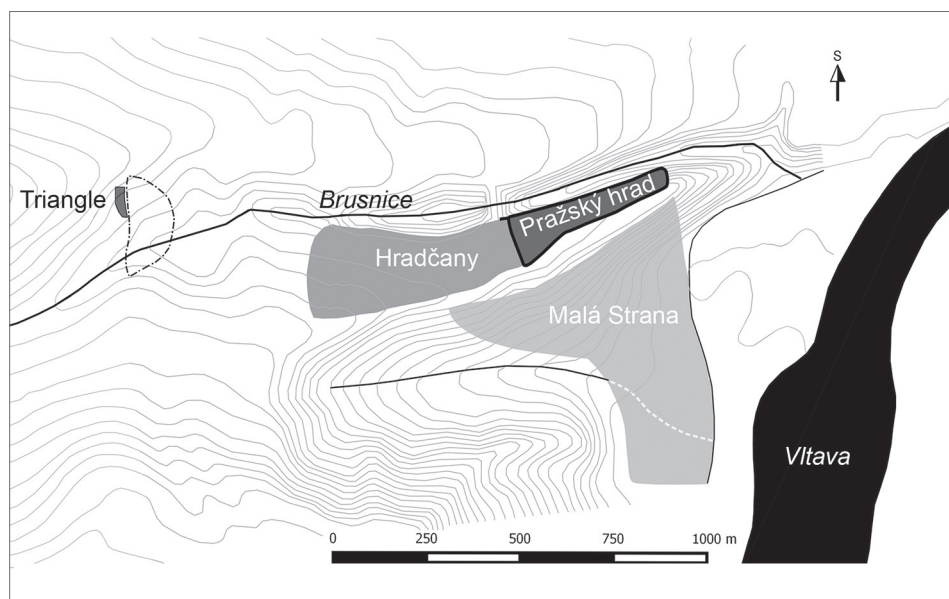 S
Triangle
Brusnice
Pražský hrad
Hradčany
Malá Strana
Vltava
0 250 500 750 1000 m